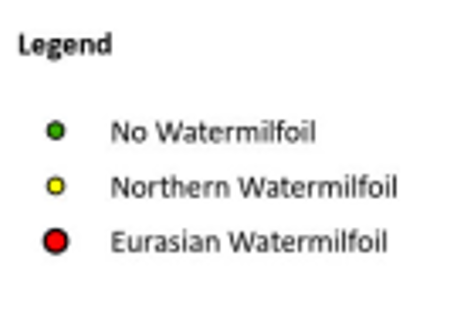 Legend
No Watermilfoil
Northern Watermilfoil
Eurasian Watermilfoil